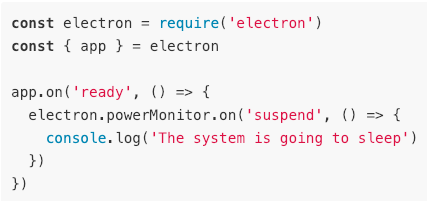 const electron = require('electron')
const { app } = electron

app.on('ready', () => {
  electron.powerMonitor.on('suspend', () => {
    console.log('The system is going to sleep')
  })
})